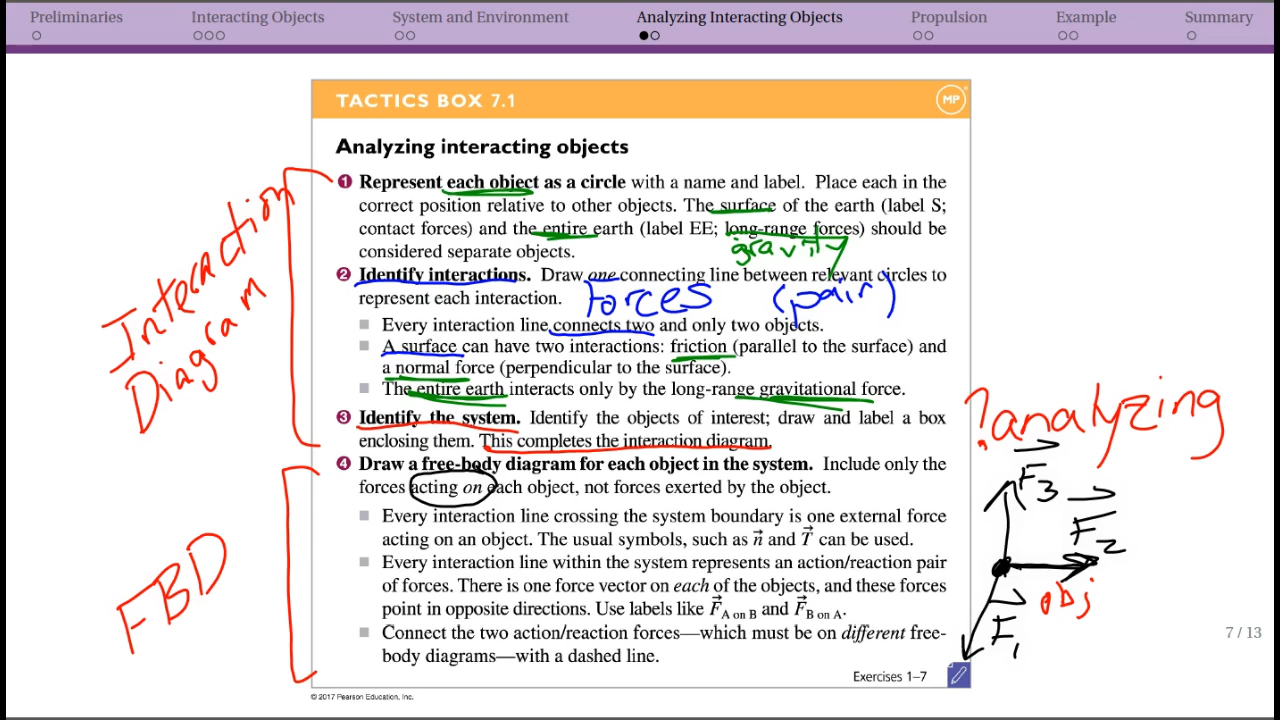 Preliminaries Interacting Objects System and Environment Analyzing Interacting Objects Propulsion Example Summary
TACTICS BOX 7.1 MP
Analyzing interacting objects
1 Represent each object as a circle with a name and label. Place each in the
correct position relative to other objects. The surface of the earth (label S;
contact forces) and the entire earth (label EE; long-range forces) should be
considered separate objects.
gravity
2 Identify interactions. Draw one connecting line between relevant circles to
represent each interaction.
Forces (pair)
■ Every interaction line connects two and only two objects.
■ A surface can have two interactions: friction (parallel to the surface) and
a normal force (perpendicular to the surface).
■ The entire earth interacts only by the long-range gravitational force.
3 Identify the system. Identify the objects of interest; draw and label a box
enclosing them. This completes the interaction diagram.
Interaction
Diagram
4 Draw a free-body diagram for each object in the system. Include only the
forces acting on each object, not forces exerted by the object.
■ Every interaction line crossing the system boundary is one external force
acting on an object. The usual symbols, such as n⃗ and T⃗ can be used.
■ Every interaction line within the system represents an action/reaction pair
of forces. There is one force vector on each of the objects, and these forces
point in opposite directions. Use labels like F⃗A on B and F⃗B on A.
■ Connect the two action/reaction forces—which must be on different free-
body diagrams—with a dashed line.
FBD
Exercises 1–7
© 2017 Pearson Education, Inc.
?analyzing
F⃗3
F⃗2
obj
F⃗1
7 / 13